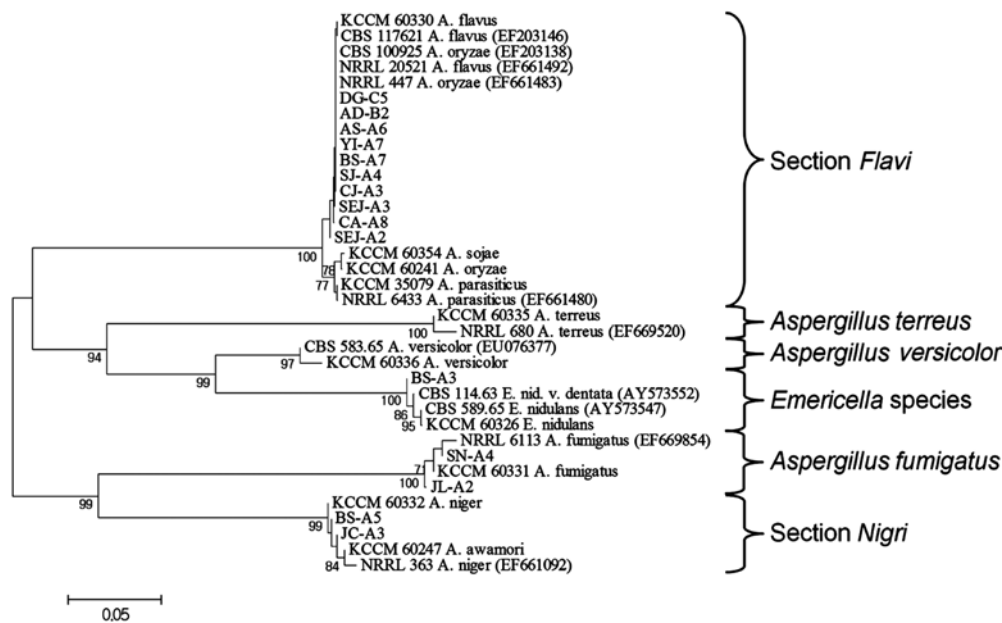 KCCM 60330 A. flavus
CBS 117621 A. flavus (EF203146)
CBS 100925 A. oryzae (EF203138)
NRRL 20521 A. flavus (EF661492)
NRRL 447 A. oryzae (EF661483)
DG-C5
AD-B2
AS-A6
YI-A7
BS-A7
SJ-A4
CJ-A3
SEJ-A3
CA-A8
SEJ-A2
100
KCCM 60354 A. sojae
78
KCCM 60241 A. oryzae
77
KCCM 35079 A. parasiticus
NRRL 6433 A. parasiticus (EF661480)
Section Flavi
KCCM 60335 A. terreus
100
NRRL 680 A. terreus (EF669520)
Aspergillus terreus
94
CBS 583.65 A. versicolor (EU076377)
97
KCCM 60336 A. versicolor
Aspergillus versicolor
99
BS-A3
100
CBS 114.63 E. nid. v. dentata (AY573552)
86
CBS 589.65 E. nidulans (AY573547)
95
KCCM 60326 E. nidulans
Emericella species
NRRL 6113 A. fumigatus (EF669854)
SN-A4
71
KCCM 60331 A. fumigatus
100
JL-A2
Aspergillus fumigatus
99
KCCM 60332 A. niger
99
BS-A5
JC-A3
KCCM 60247 A. awamori
84
NRRL 363 A. niger (EF661092)
Section Nigri
0.05